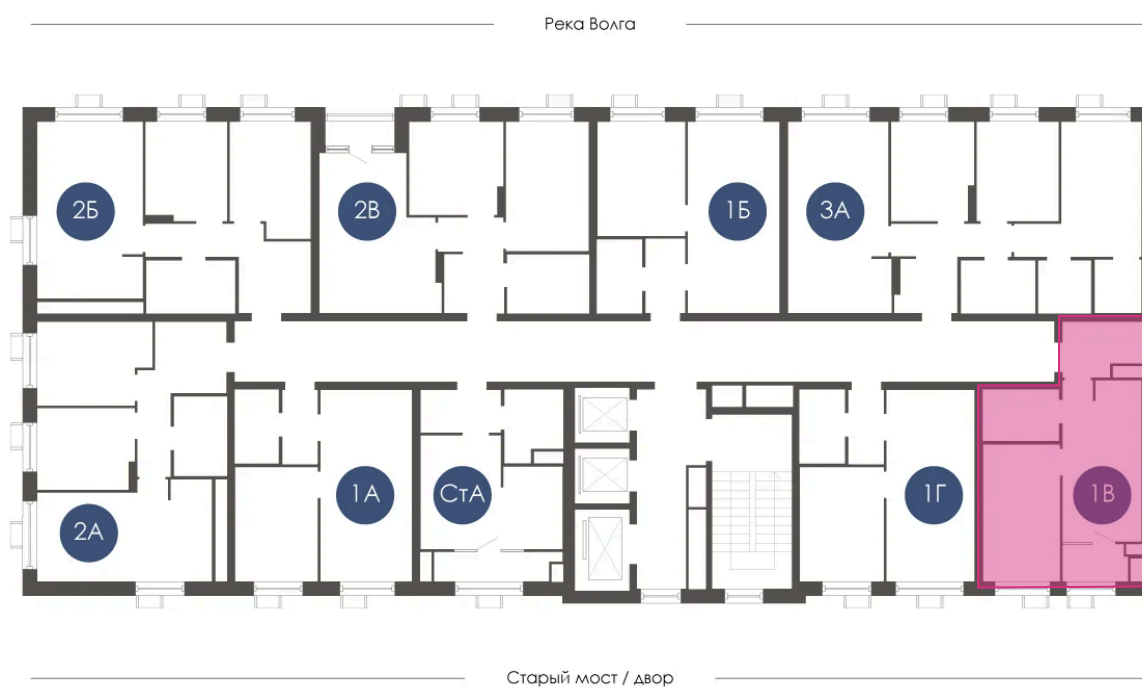 Река Волга
2Б
2В
1Б
3А
2А
1А
СтА
1Г
1В
Старый мост / двор